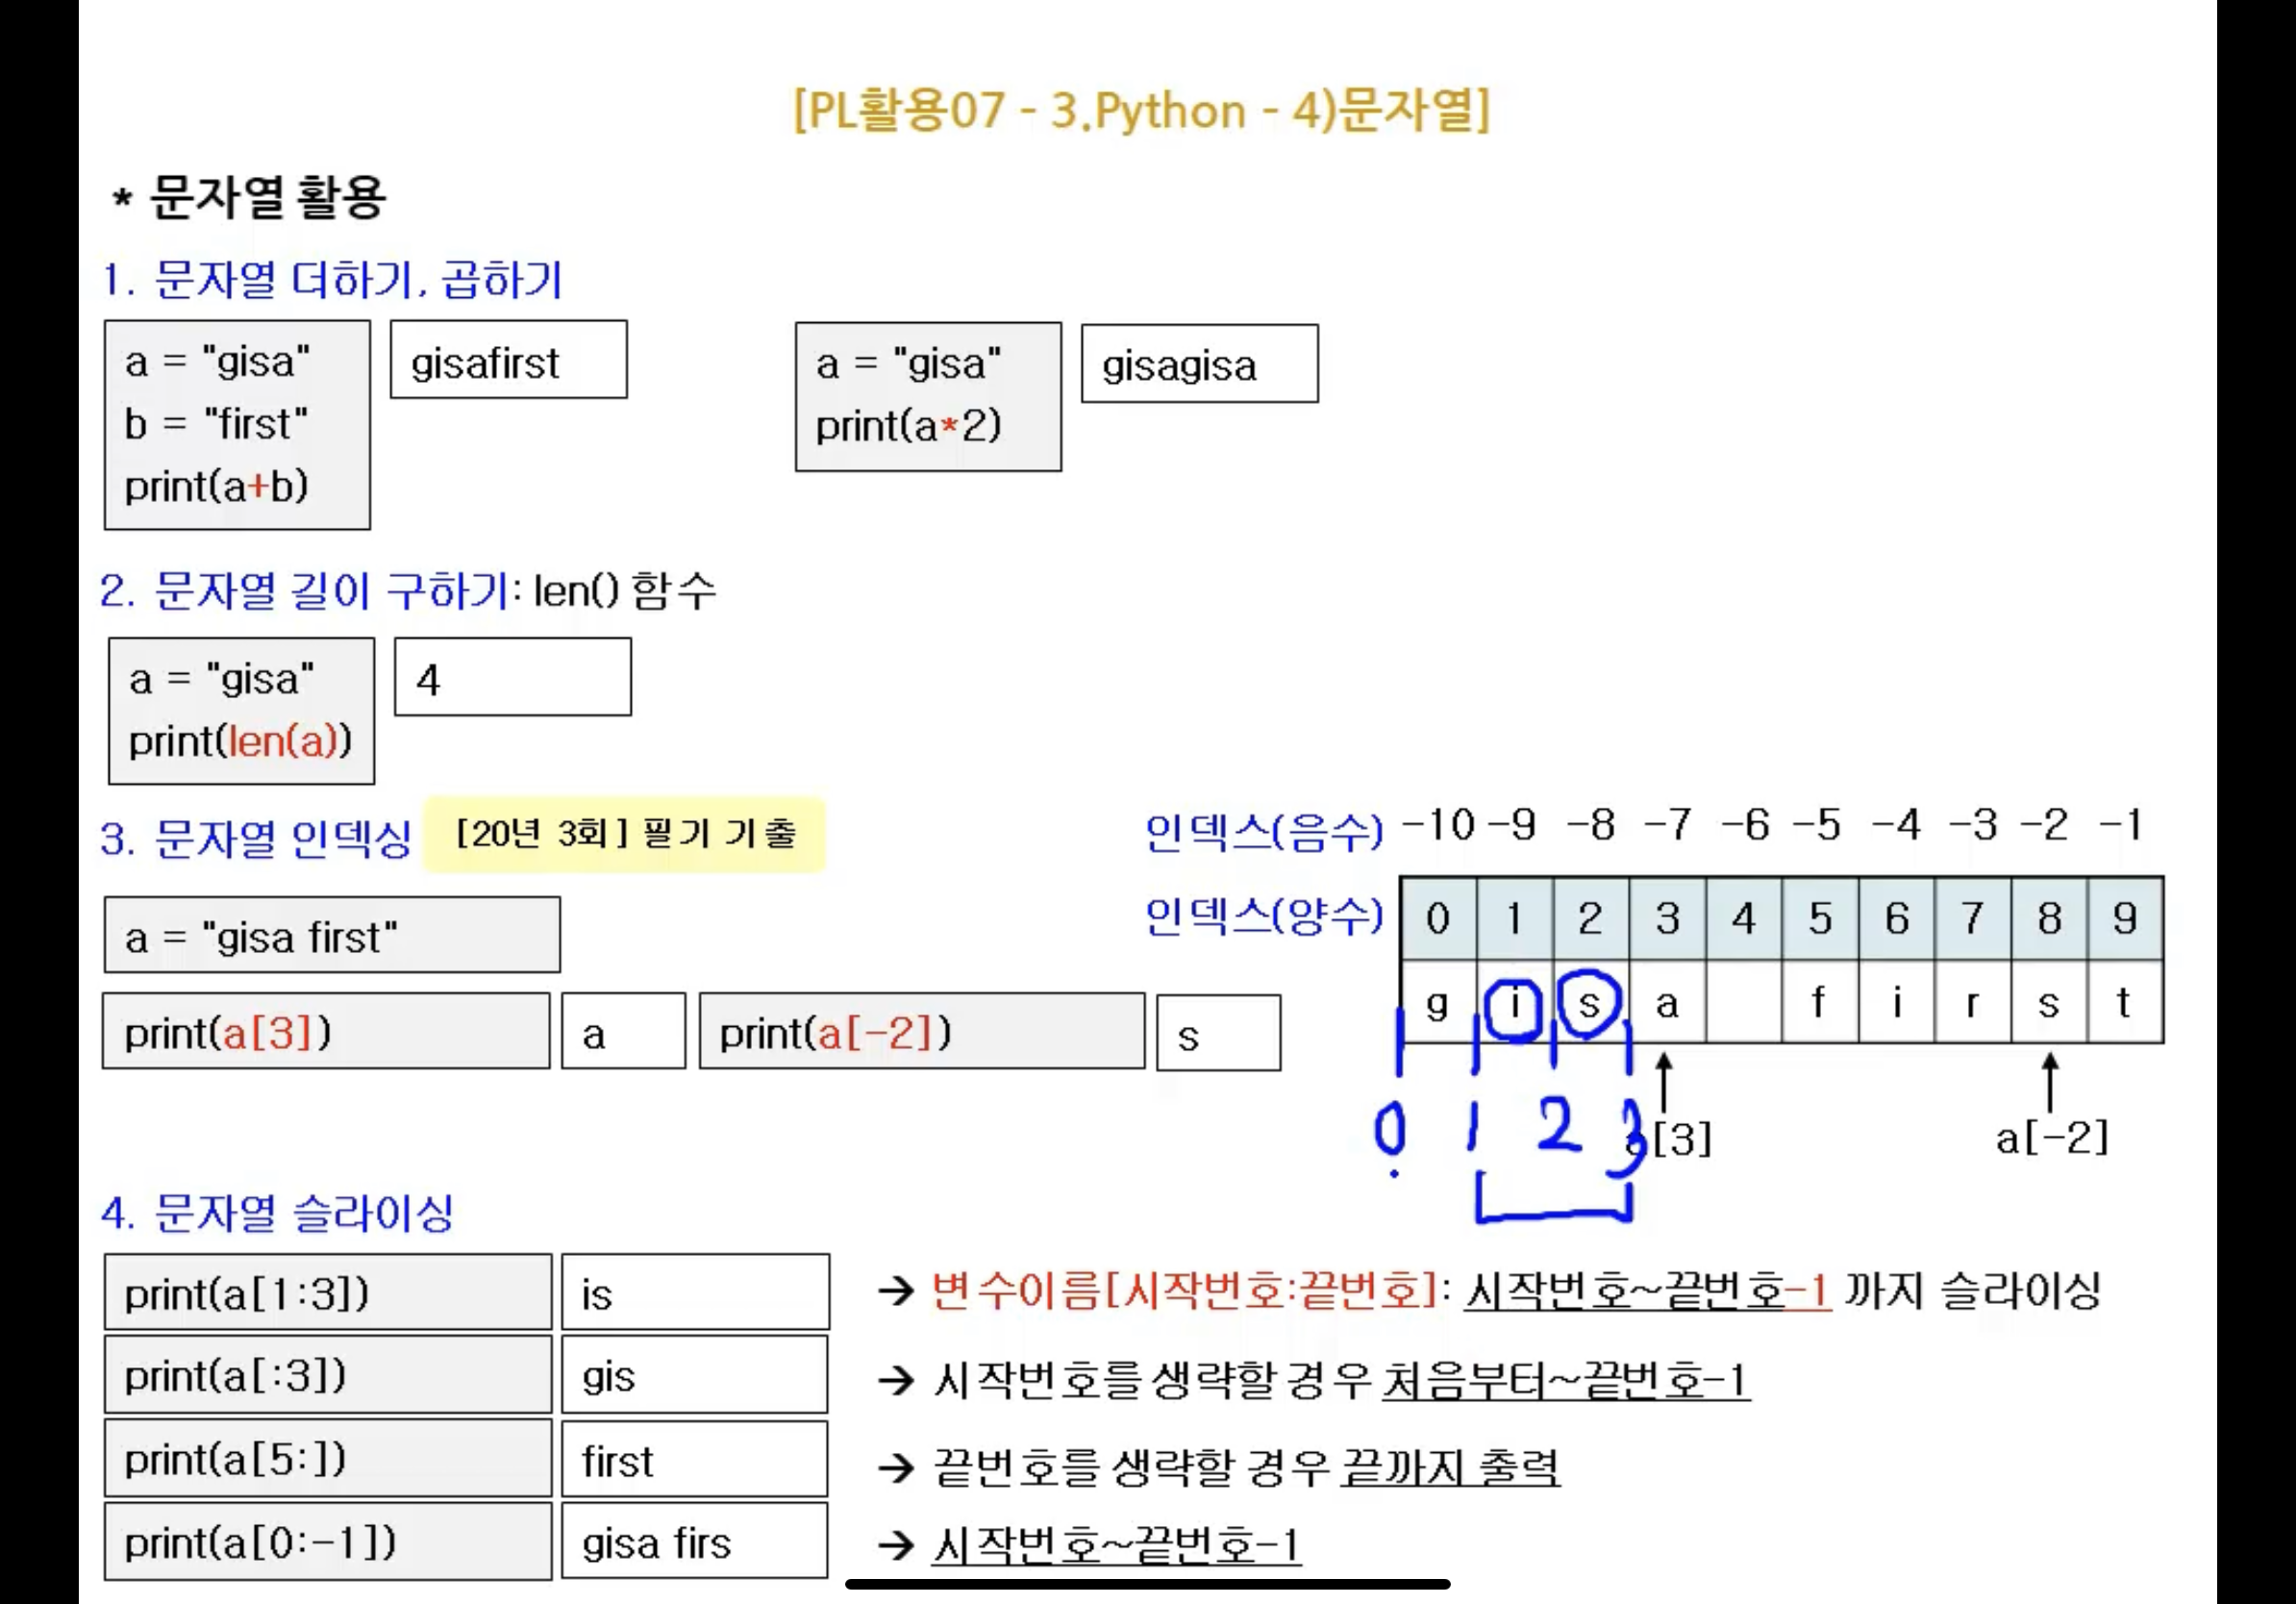 [PL활용07 - 3.Python - 4)문자열]
* 문자열 활용
1. 문자열 더하기, 곱하기
a = "gisa"
b = "first"
print(a+b)
gisafirst
a = "gisa"
print(a*2)
gisagisa
2. 문자열 길이 구하기: len() 함수
a = "gisa"
print(len(a))
4
3. 문자열 인덱싱 [20년 3회] 필기 기출
a = "gisa first"
print(a[3]) a print(a[-2]) s
인덱스(음수) -10 -9 -8 -7 -6 -5 -4 -3 -2 -1
인덱스(양수) 0 1 2 3 4 5 6 7 8 9
g i s a f i r s t
0 1 2 3
a[3] a[-2]
4. 문자열 슬라이싱
print(a[1:3]) is → 변수이름[시작번호:끝번호]: 시작번호~끝번호-1 까지 슬라이싱
print(a[:3]) gis → 시작번호를 생략할 경우 처음부터~끝번호-1
print(a[5:]) first → 끝번호를 생략할 경우 끝까지 출력
print(a[0:-1]) gisa firs → 시작번호~끝번호-1